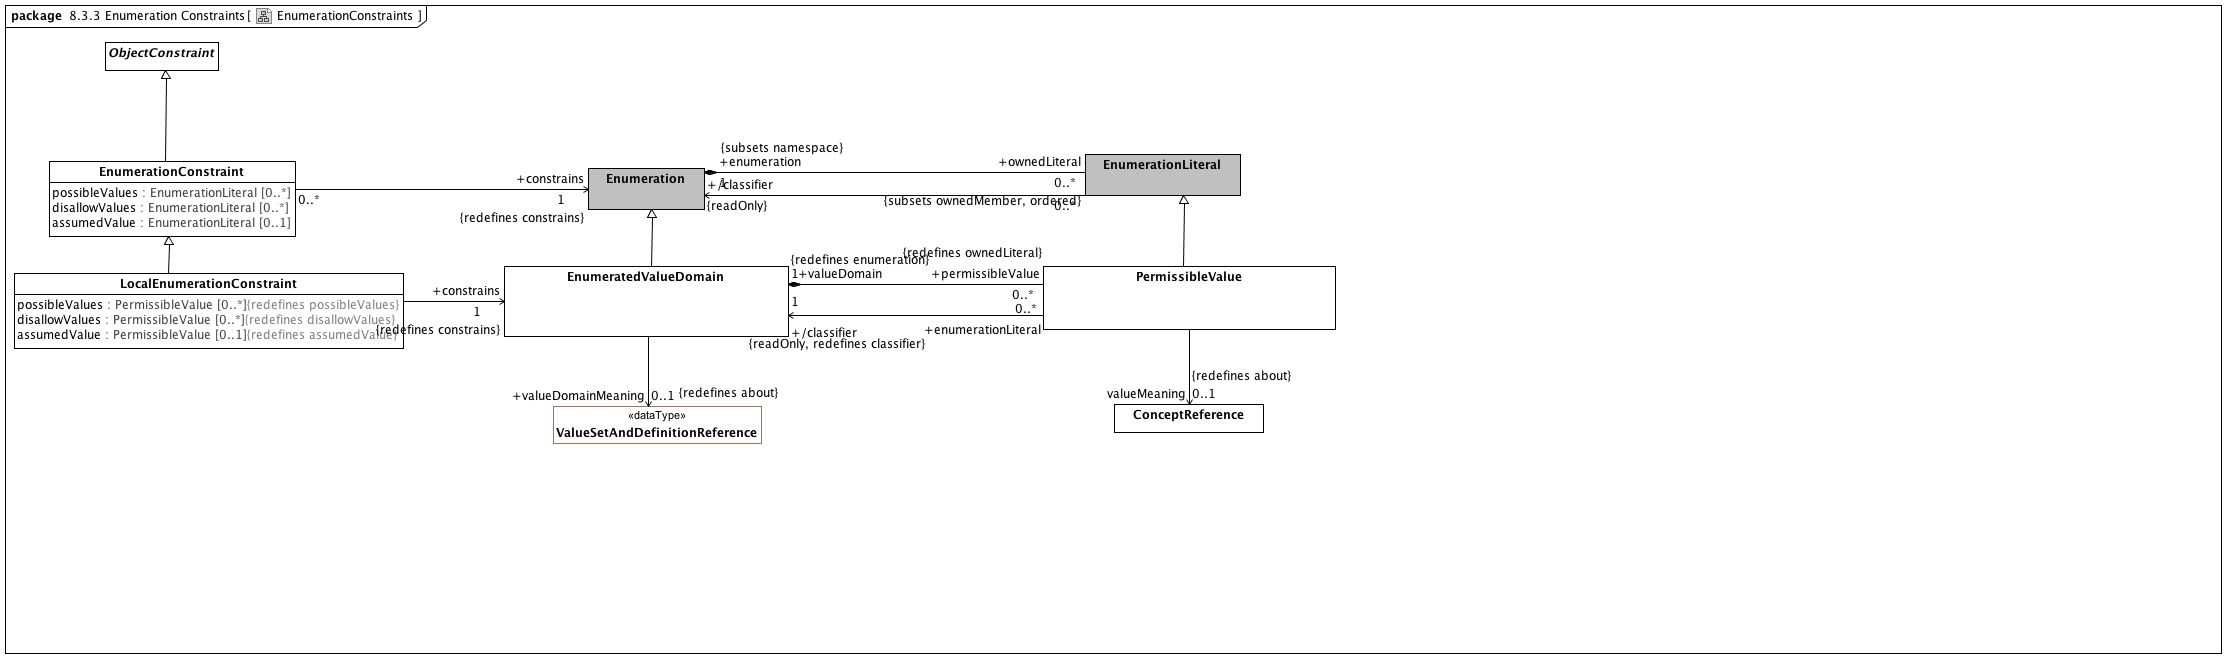 package 8.3.3 Enumeration Constraints [ EnumerationConstraints ]
ObjectConstraint
EnumerationConstraint
possibleValues : EnumerationLiteral [0..*]
disallowValues : EnumerationLiteral [0..*]
assumedValue : EnumerationLiteral [0..1]
0..*
+constrains
1
{redefines constrains}
Enumeration
{subsets namespace}
+enumeration
1
+/classifier
{readOnly}
+ownedLiteral
0..*
{subsets ownedMember, ordered}
0..*
EnumerationLiteral
LocalEnumerationConstraint
possibleValues : PermissibleValue [0..*]{redefines possibleValues}
disallowValues : PermissibleValue [0..*]{redefines disallowValues}
assumedValue : PermissibleValue [0..1]{redefines assumedValue}
+constrains
1
{redefines constrains}
EnumeratedValueDomain
{redefines enumeration}
1
+valueDomain
1
+/classifier
{readOnly, redefines classifier}
{redefines ownedLiteral}
+permissibleValue
0..*
0..*
+enumerationLiteral
PermissibleValue
+valueDomainMeaning
0..1
{redefines about}
«dataType»
ValueSetAndDefinitionReference
{redefines about}
valueMeaning
0..1
ConceptReference